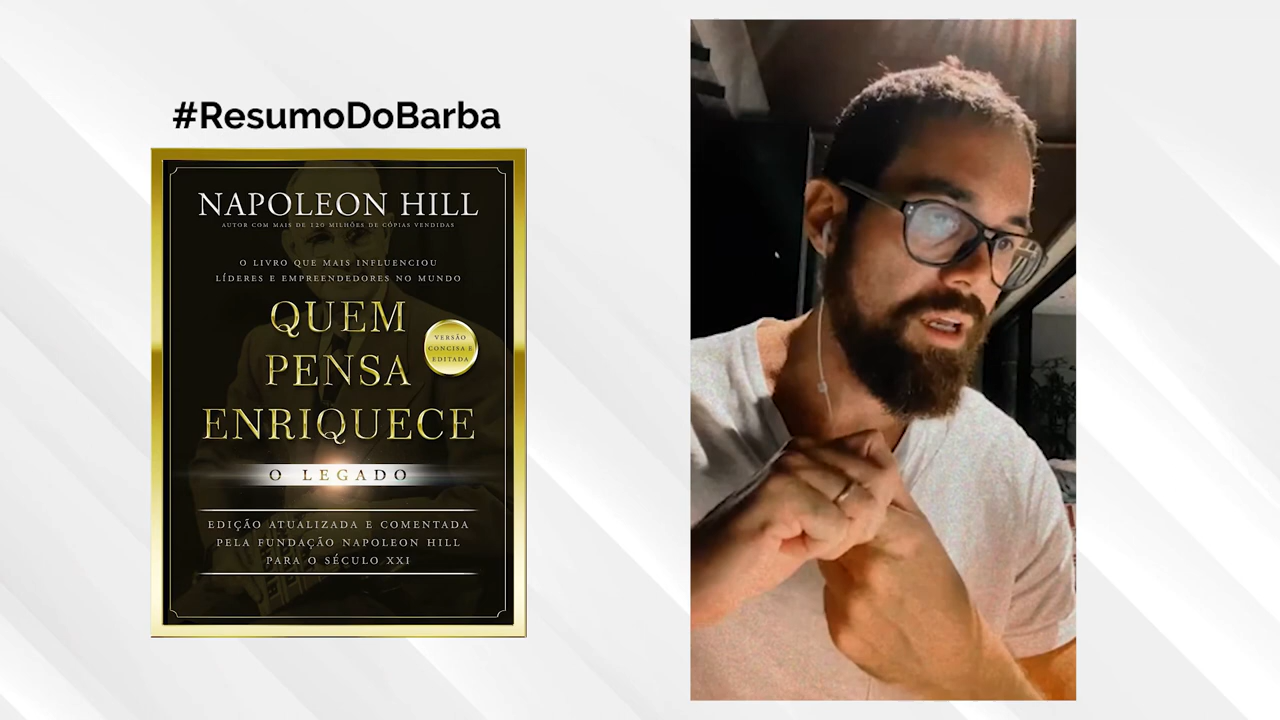 #ResumoDoBarba
NAPOLEON HILL
AUTOR COM MAIS DE 120 MILHÕES DE CÓPIAS VENDIDAS
O LIVRO QUE MAIS INFLUENCIOU
LÍDERES E EMPREENDEDORES NO MUNDO
QUEM
PENSA
ENRIQUECE
VERSÃO
CONCISA E
EDITADA
O LEGADO
EDIÇÃO ATUALIZADA E COMENTADA
PELA FUNDAÇÃO NAPOLEON HILL
PARA O SÉCULO XXI